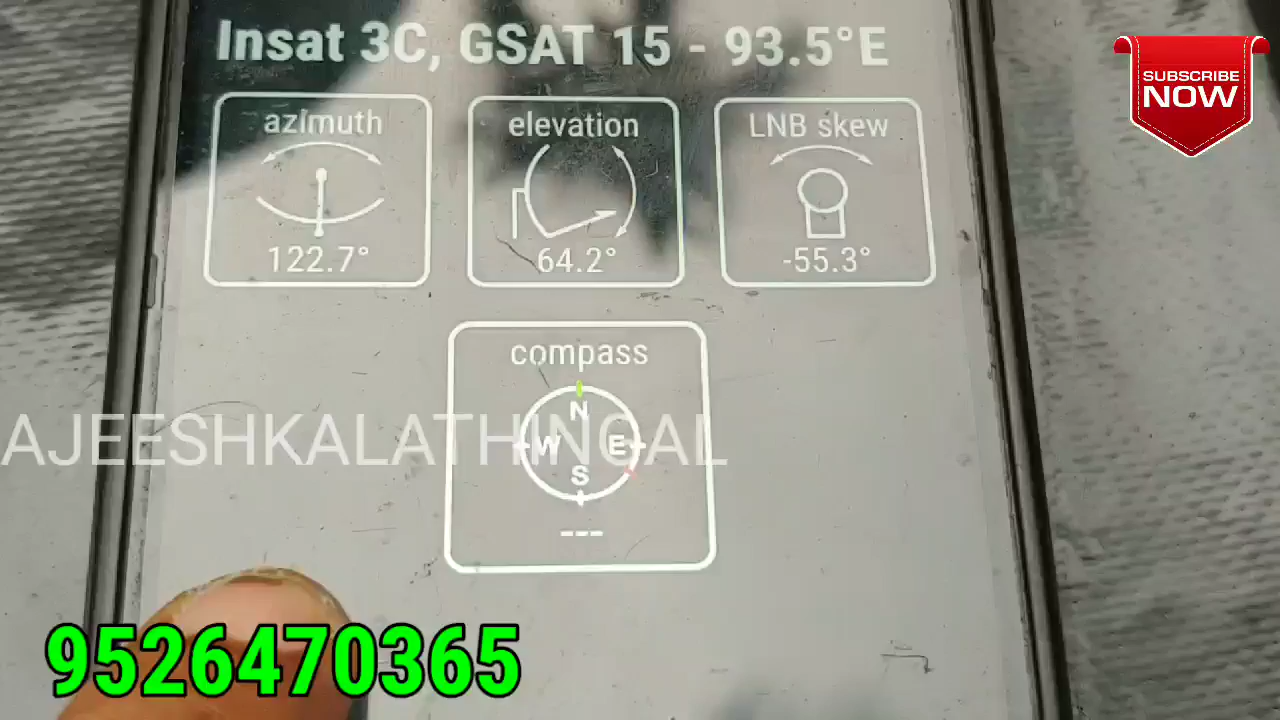 Insat 3C, GSAT 15 - 93.5°E
SUBSCRIBE
NOW
azimuth
122.7°
elevation
64.2°
LNB skew
-55.3°
compass
N
W E
S
---
AJEESHKALATHINGAL
9526470365